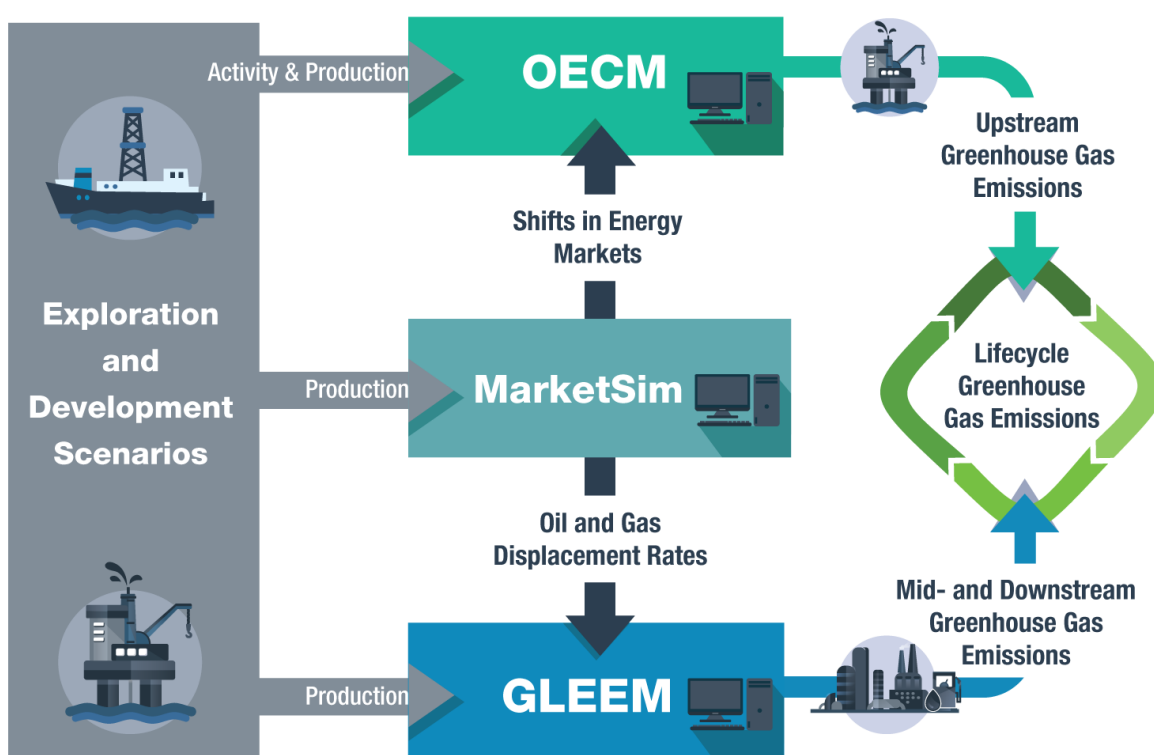 Activity & Production
OECM
Upstream
Greenhouse Gas
Emissions
Shifts in Energy
Markets
Exploration
and
Development
Scenarios
Production
MarketSim
Lifecycle
Greenhouse
Gas Emissions
Oil and Gas
Displacement Rates
Mid- and Downstream
Greenhouse Gas
Emissions
Production
GLEEM